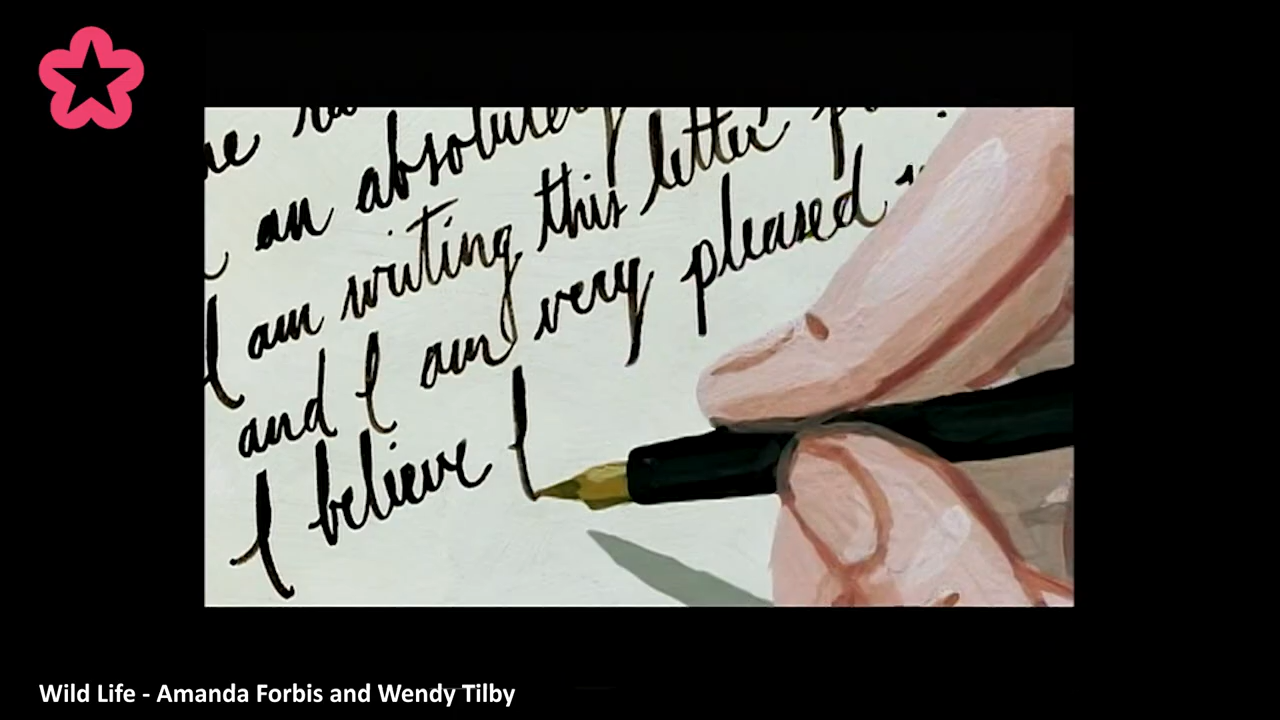 an absolutely
I am writing this letter
and I am very pleased
I believe I
Wild Life - Amanda Forbis and Wendy Tilby